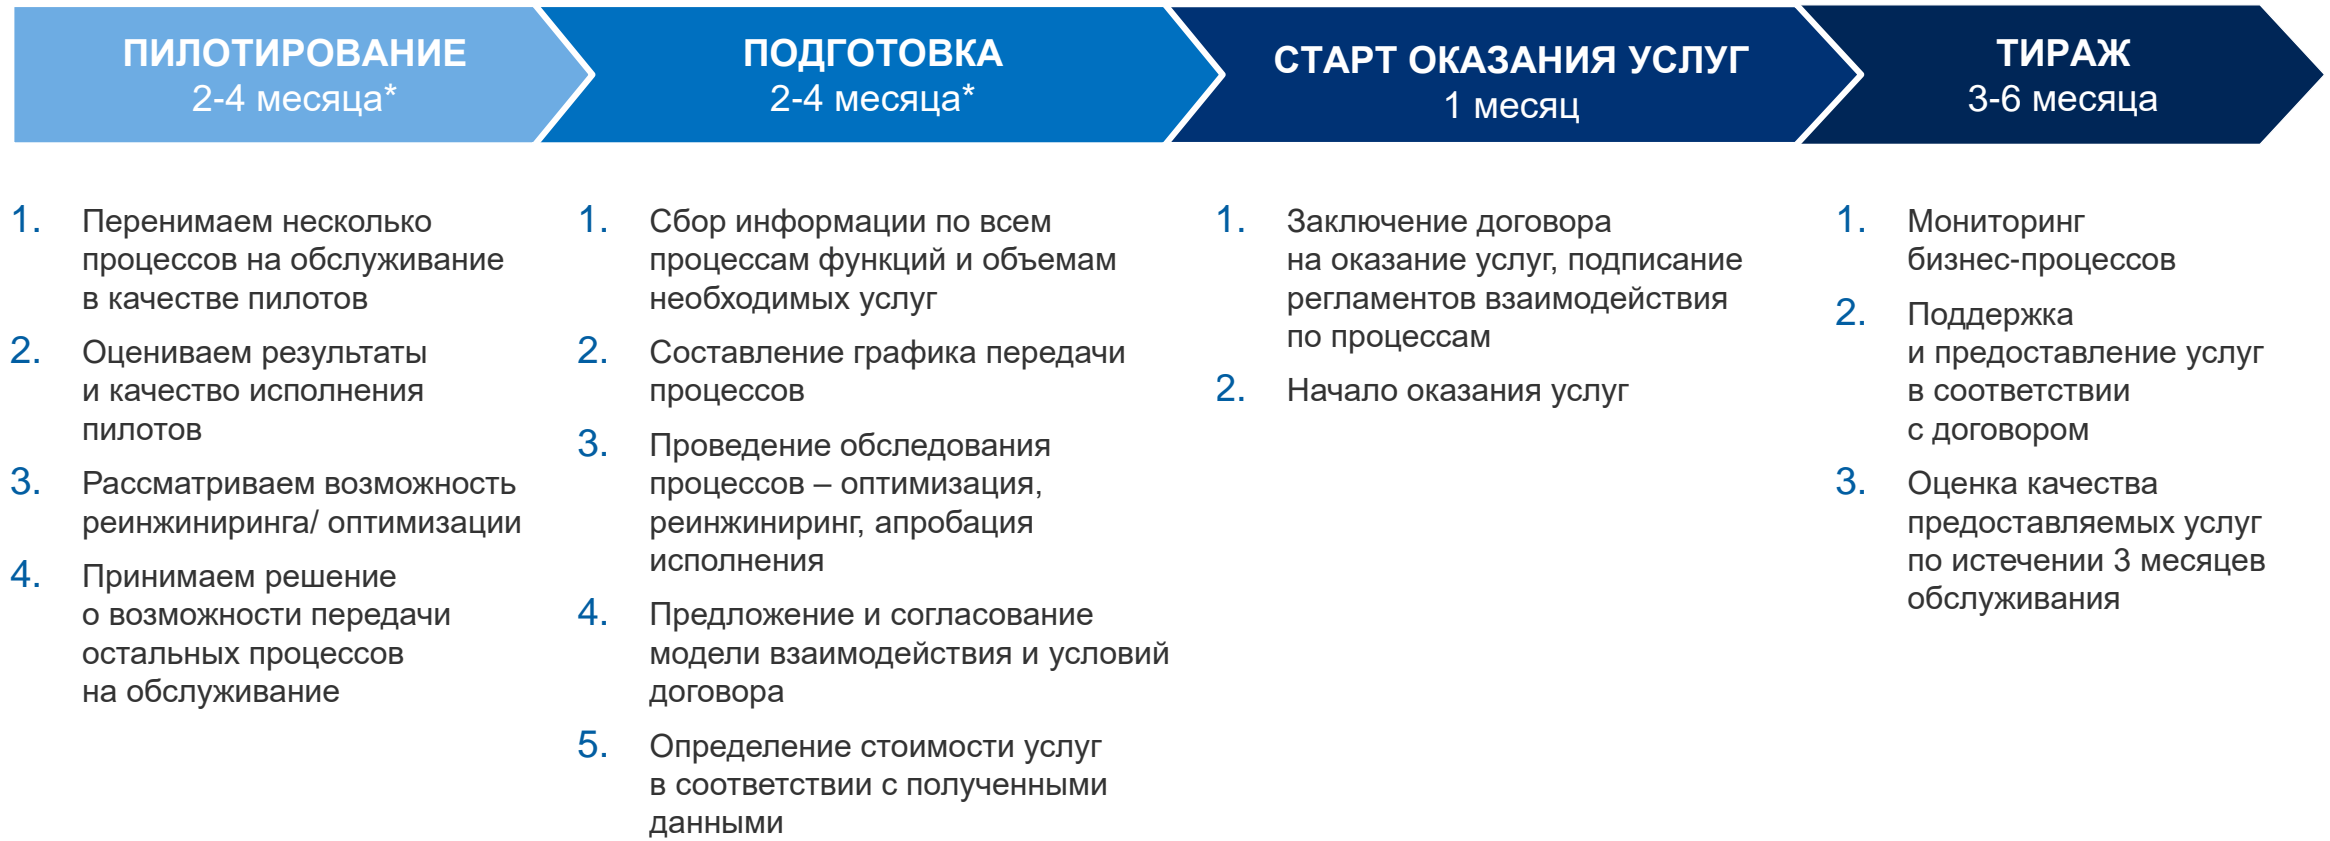 ПИЛОТИРОВАНИЕ
2-4 месяца*
ПОДГОТОВКА
2-4 месяца*
СТАРТ ОКАЗАНИЯ УСЛУГ
1 месяц
ТИРАЖ
3-6 месяца
1. Перенимаем несколько
процессов на обслуживание
в качестве пилотов
2. Оцениваем результаты
и качество исполнения
пилотов
3. Рассматриваем возможность
реинжиниринга/ оптимизации
4. Принимаем решение
о возможности передачи
остальных процессов
на обслуживание
1. Сбор информации по всем
процессам функций и объемам
необходимых услуг
2. Составление графика передачи
процессов
3. Проведение обследования
процессов – оптимизация,
реинжиниринг, апробация
исполнения
4. Предложение и согласование
модели взаимодействия и условий
договора
5. Определение стоимости услуг
в соответствии с полученными
данными
1. Заключение договора
на оказание услуг, подписание
регламентов взаимодействия
по процессам
2. Начало оказания услуг
1. Мониторинг
бизнес-процессов
2. Поддержка
и предоставление услуг
в соответствии
с договором
3. Оценка качества
предоставляемых услуг
по истечении 3 месяцев
обслуживания